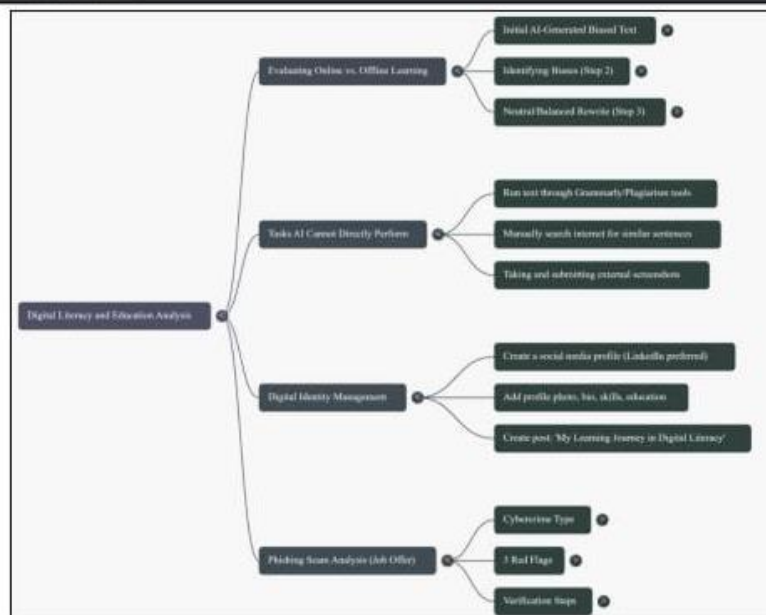 Digital Literacy and Education Analysis
Evaluating Online vs. Offline Learning
Initial AI-Generated Biased Text
Identifying Biases (Step 2)
Neutral/Balanced Rewrite (Step 3)
Tasks AI Cannot Directly Perform
Run text through Grammarly/Plagiarism tools
Manually search internet for similar sentences
Taking and submitting external screenshots
Digital Identity Management
Create a social media profile (LinkedIn preferred)
Add profile photo, bio, skills, education
Create post: 'My Learning Journey in Digital Literacy'
Phishing Scam Analysis (Job Offer)
Cybercrime Type
3 Red Flags
Verification Steps